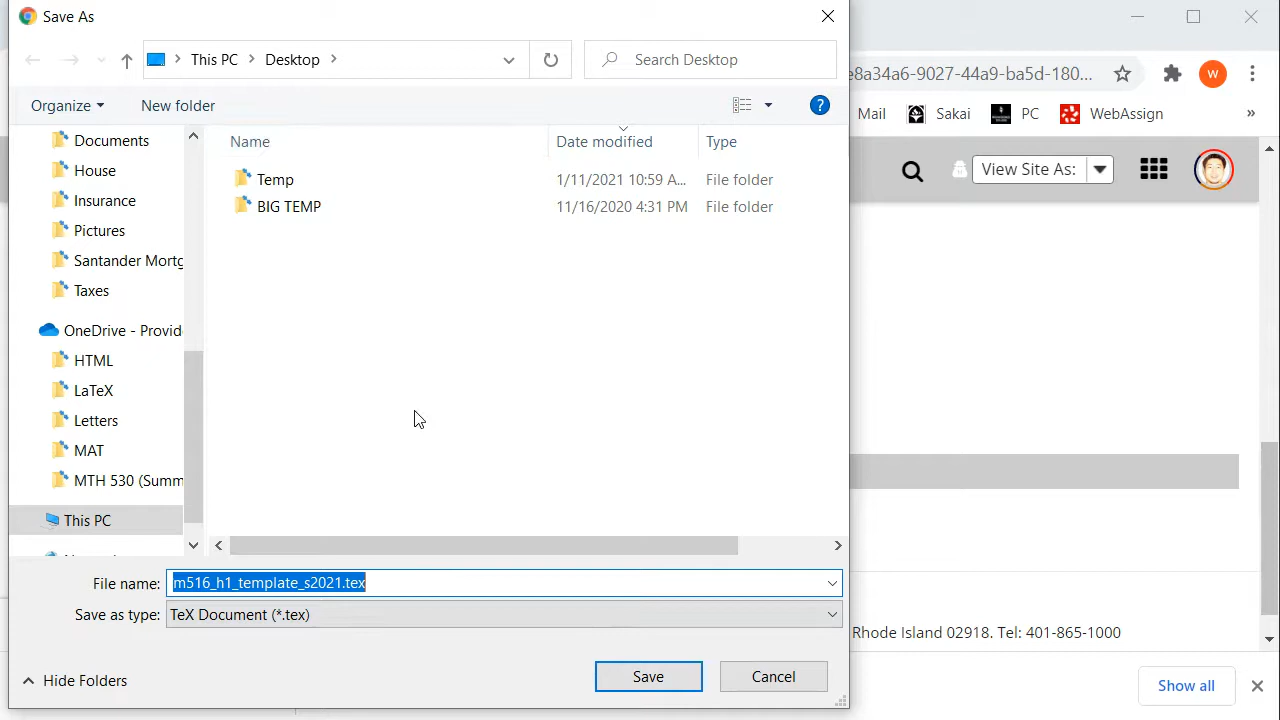 Save As
This PC > Desktop >
Search Desktop
e8a34a6-9027-44a9-ba5d-180...
W
Organize
New folder
?
Mail
Sakai
PC
WebAssign
»
Documents
House
Insurance
Pictures
Santander Mortg
Taxes
OneDrive - Provid
HTML
LaTeX
Letters
MAT
MTH 530 (Summ
This PC
Name
Date modified
Type
Temp
1/11/2021 10:59 A...
File folder
BIG TEMP
11/16/2020 4:31 PM
File folder
View Site As:
File name:
m516_h1_template_s2021.tex
Save as type:
TeX Document (*.tex)
Hide Folders
Save
Cancel
Rhode Island 02918. Tel: 401-865-1000
Show all